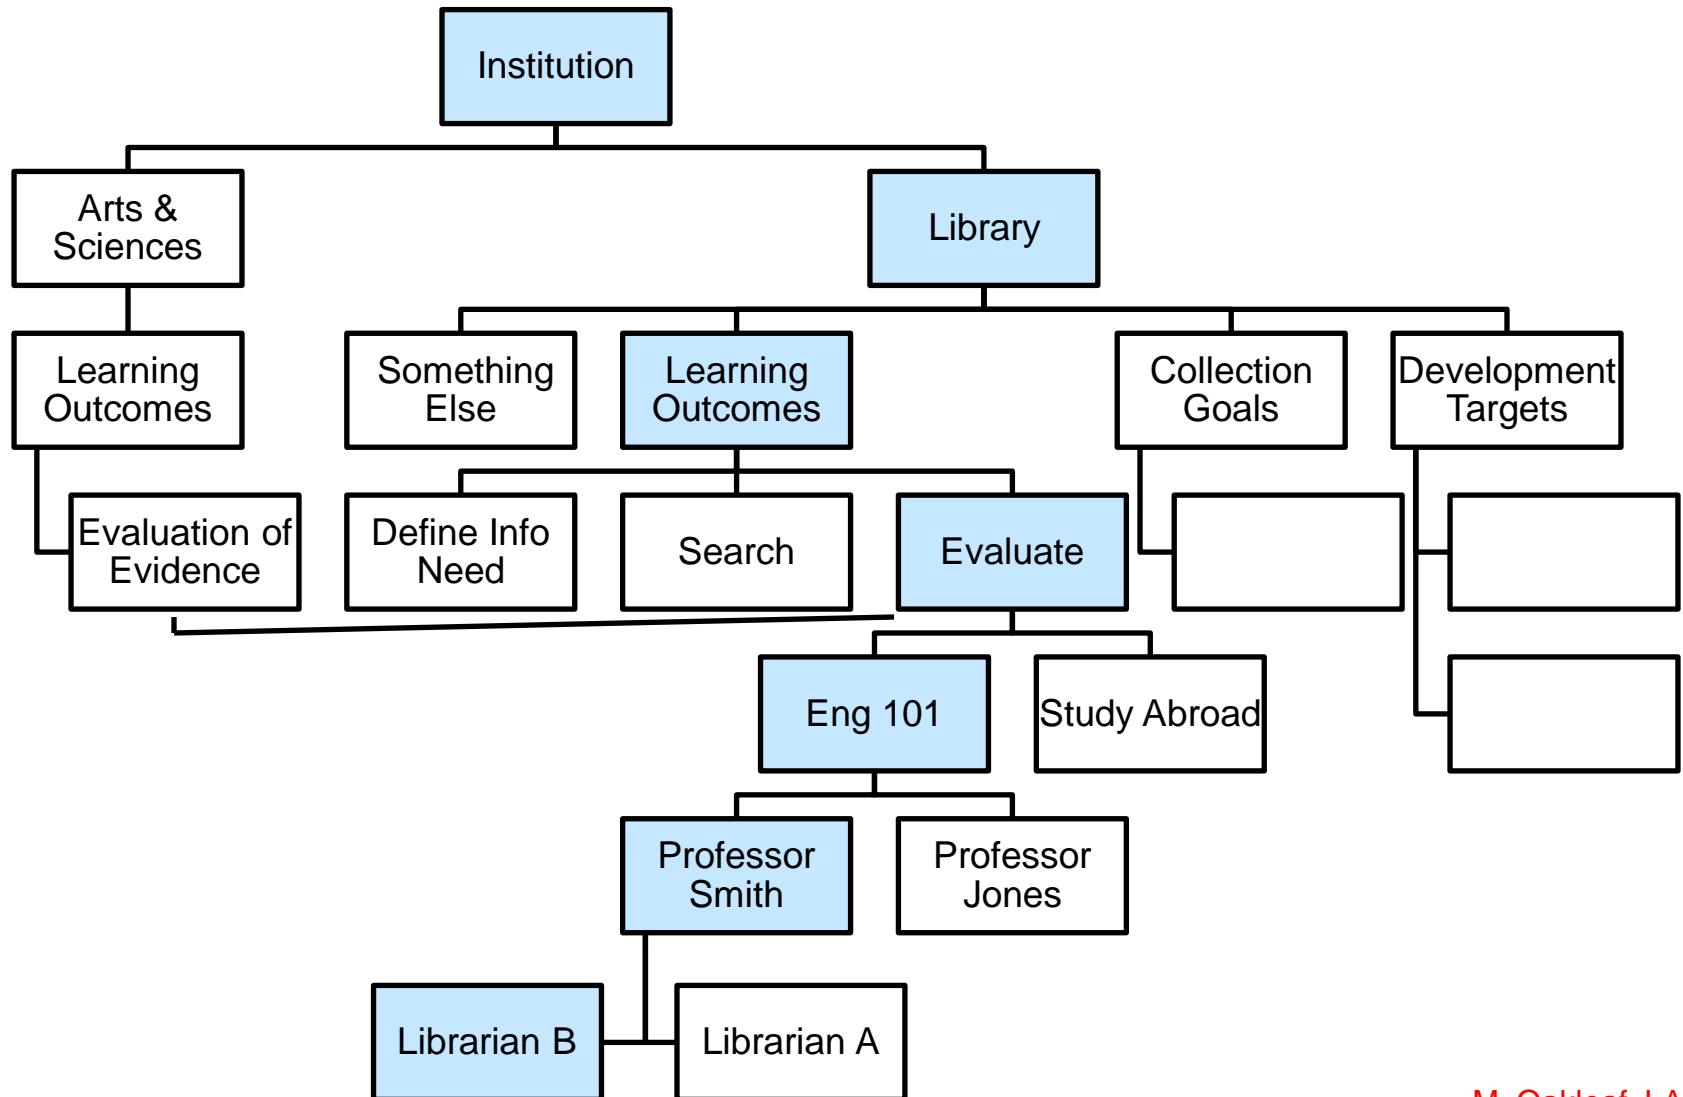 Institution
Arts &
Sciences
Library
Learning
Outcomes
Something
Else
Learning
Outcomes
Collection
Goals
Development
Targets
Evaluation of
Evidence
Define Info
Need
Search
Evaluate
Eng 101
Study Abroad
Professor
Smith
Professor
Jones
Librarian B
Librarian A